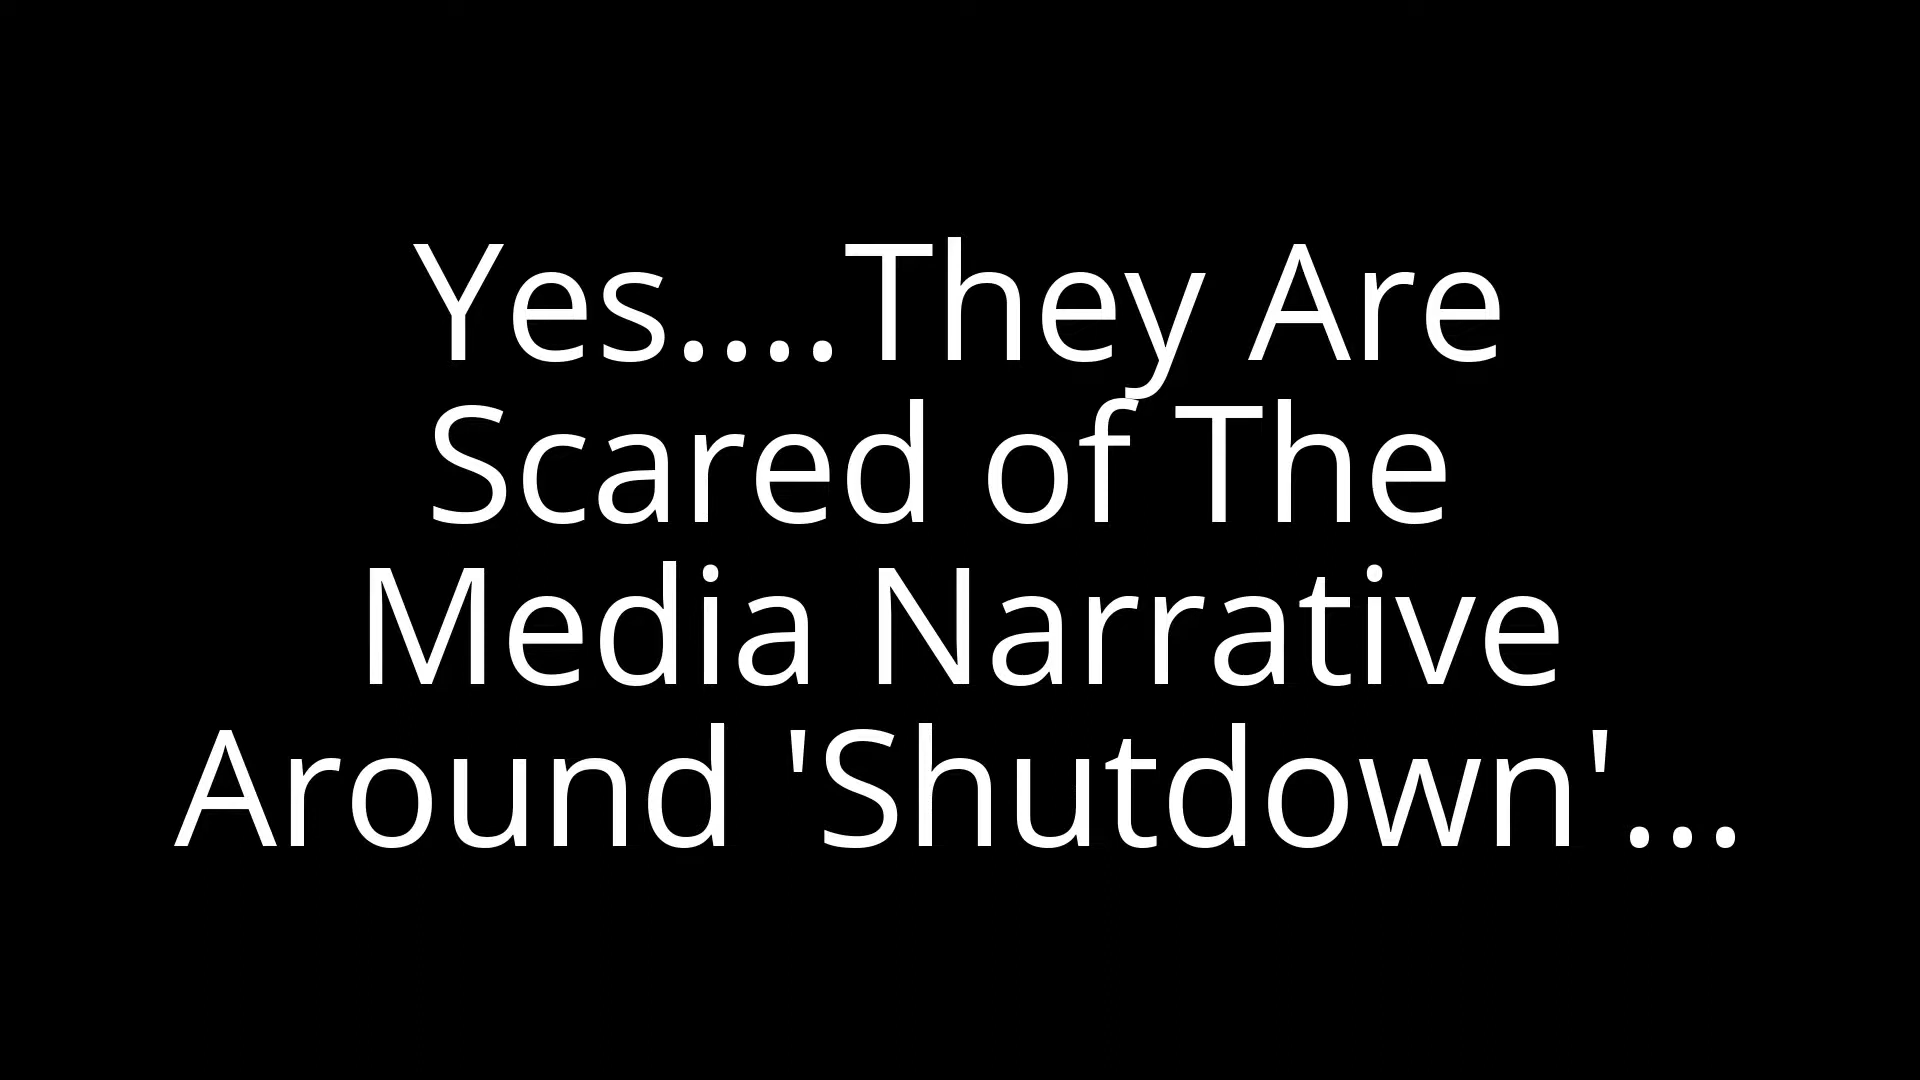 Yes....They Are
Scared of The
Media Narrative
Around 'Shutdown'...